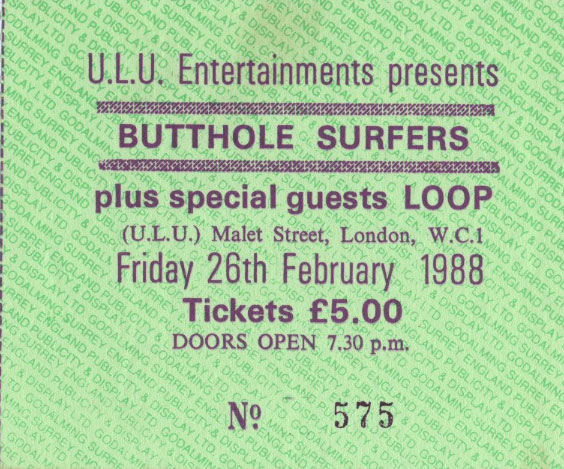 U.L.U. Entertainments presents
BUTTHOLE SURFERS
plus special guests LOOP
(U.L.U.) Malet Street, London, W.C.1
Friday 26th February 1988
Tickets £5.00
DOORS OPEN 7.30 p.m.
Nº 575